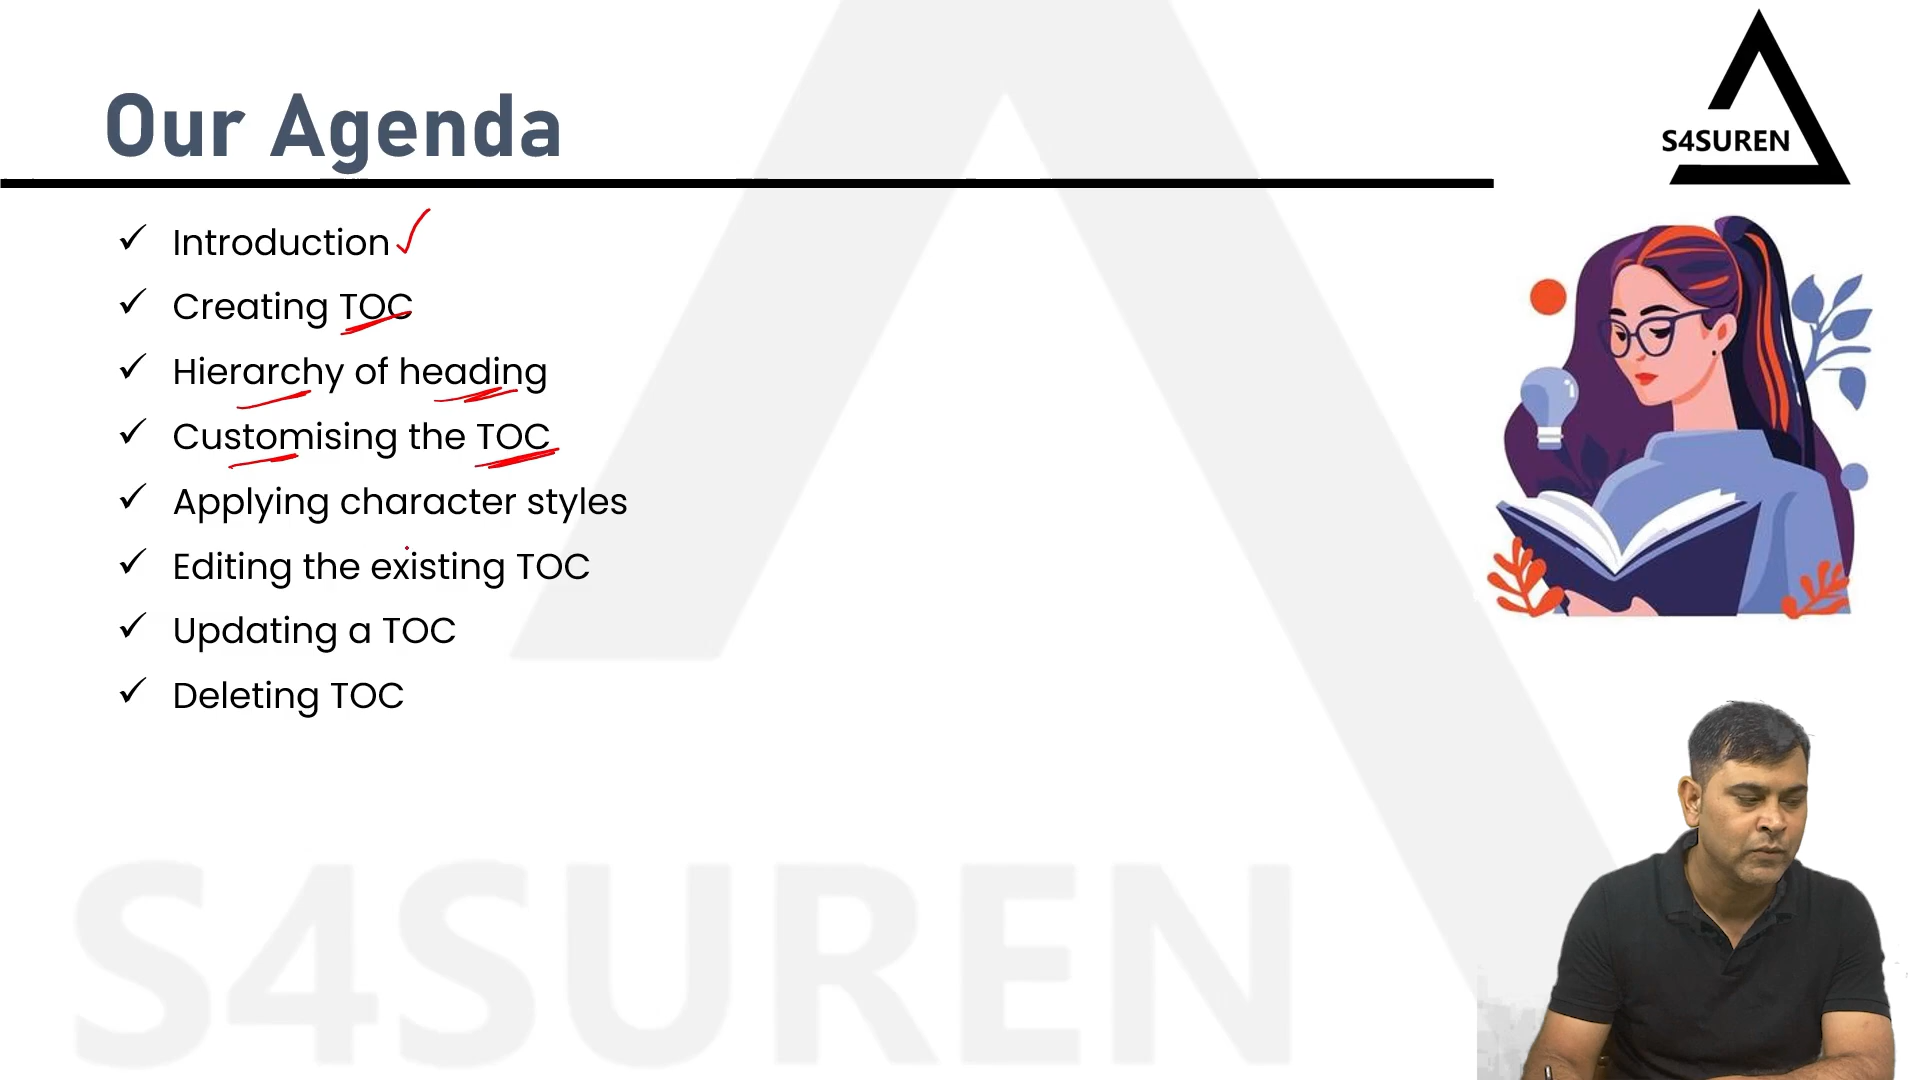 Our Agenda
S4SUREN
✓ Introduction
✓ Creating TOC
✓ Hierarchy of heading
✓ Customising the TOC
✓ Applying character styles
✓ Editing the existing TOC
✓ Updating a TOC
✓ Deleting TOC
S4SUREN